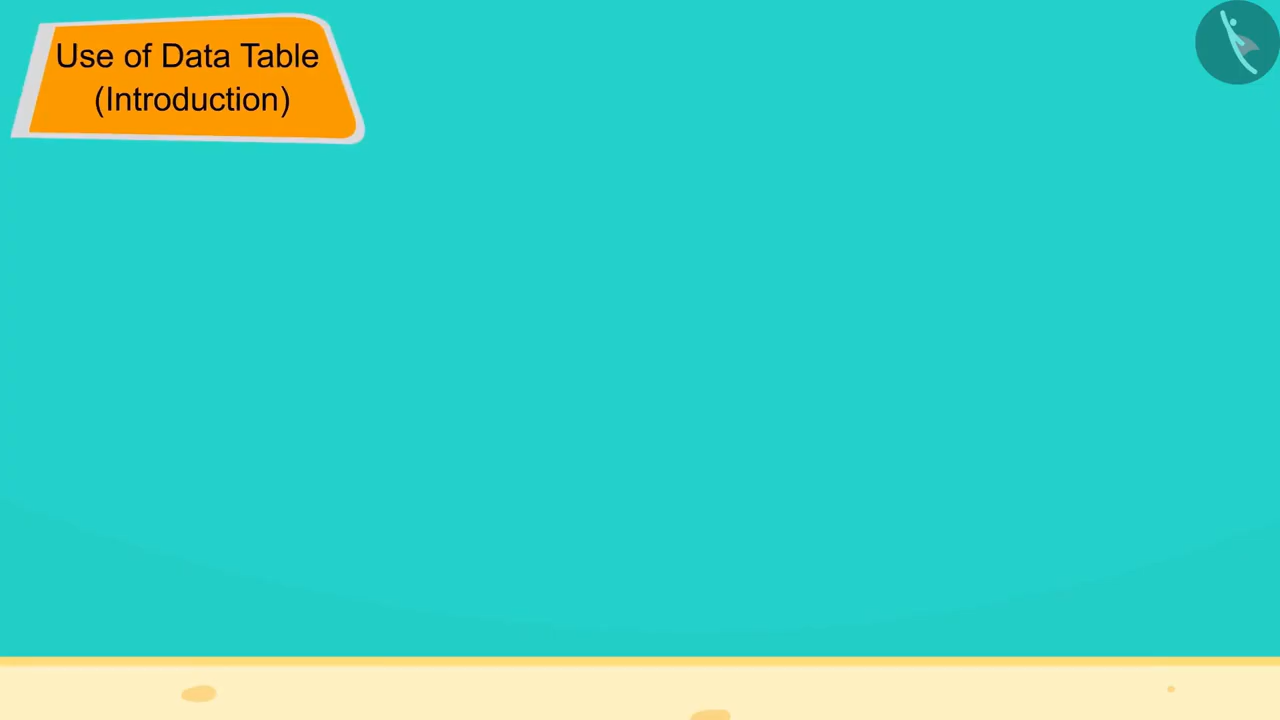 Use of Data Table
(Introduction)